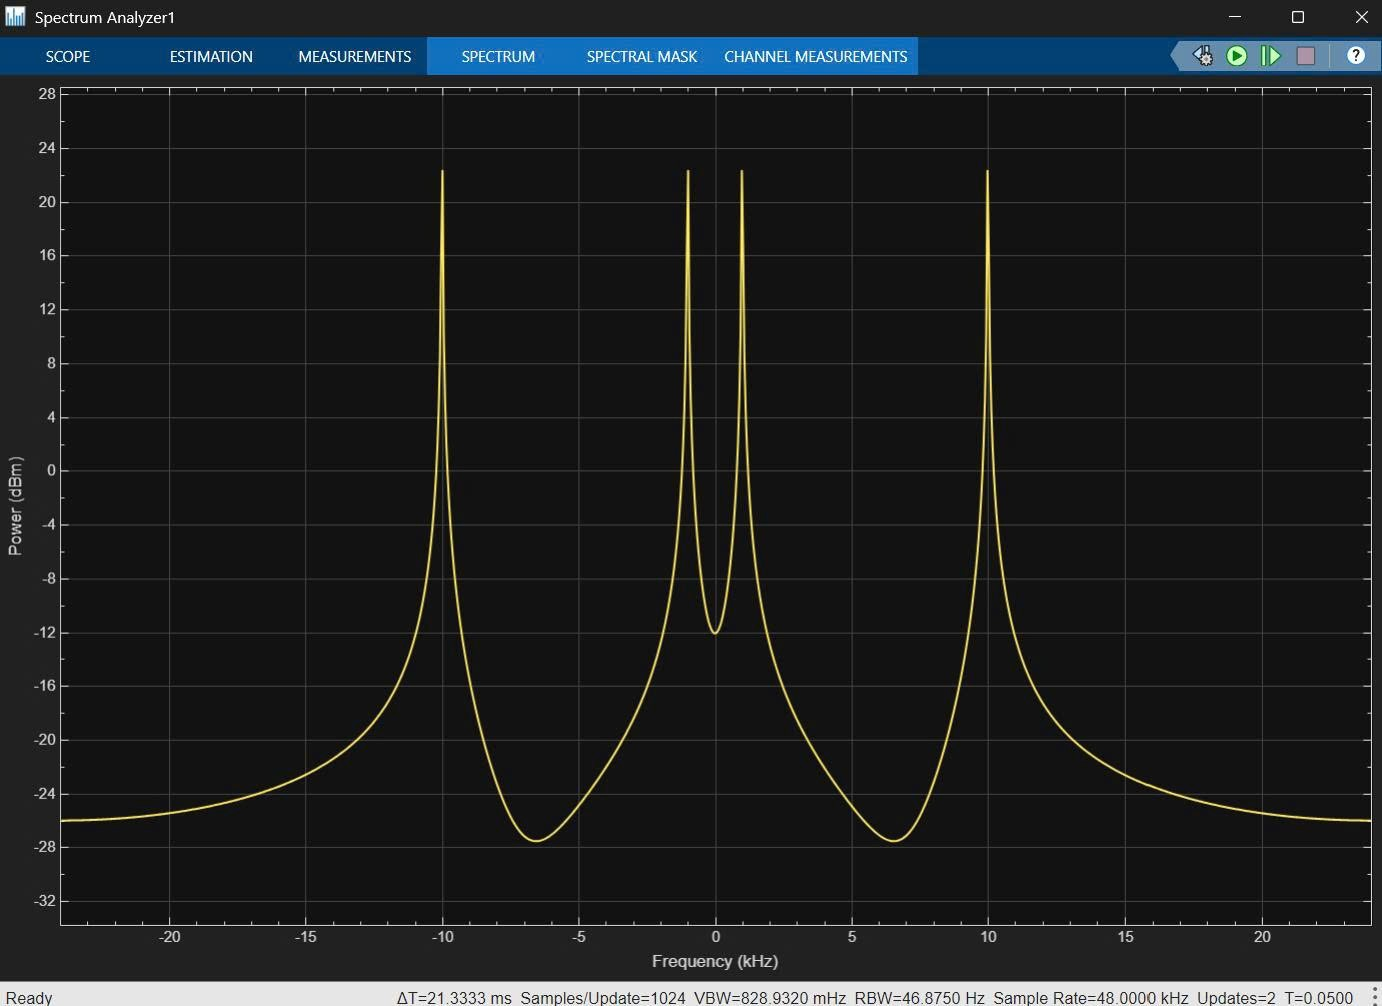 Spectrum Analyzer1
SCOPE ESTIMATION MEASUREMENTS SPECTRUM SPECTRAL MASK CHANNEL MEASUREMENTS ?
28
24
20
16
12
8
4
0
-4
-8
-12
-16
-20
-24
-28
-32
Power (dBm)
-20 -15 -10 -5 0 5 10 15 20
Frequency (kHz)
Ready ΔT=21.3333 ms Samples/Update=1024 VBW=828.9320 mHz RBW=46.8750 Hz Sample Rate=48.0000 kHz Updates=2 T=0.0500